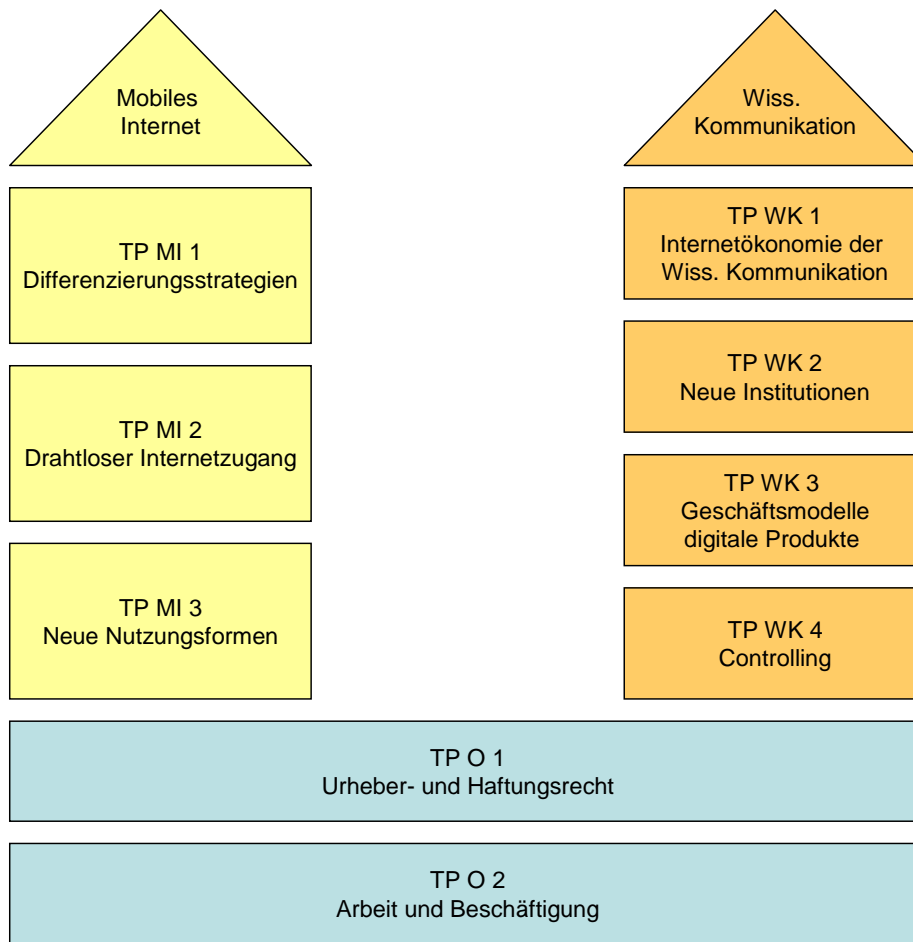 Mobiles
Internet
TP MI 1
Differenzierungsstrategien
TP MI 2
Drahtloser Internetzugang
TP MI 3
Neue Nutzungsformen
Wiss.
Kommunikation
TP WK 1
Internetökonomie der
Wiss. Kommunikation
TP WK 2
Neue Institutionen
TP WK 3
Geschäftsmodelle
digitale Produkte
TP WK 4
Controlling
TP O 1
Urheber- und Haftungsrecht
TP O 2
Arbeit und Beschäftigung